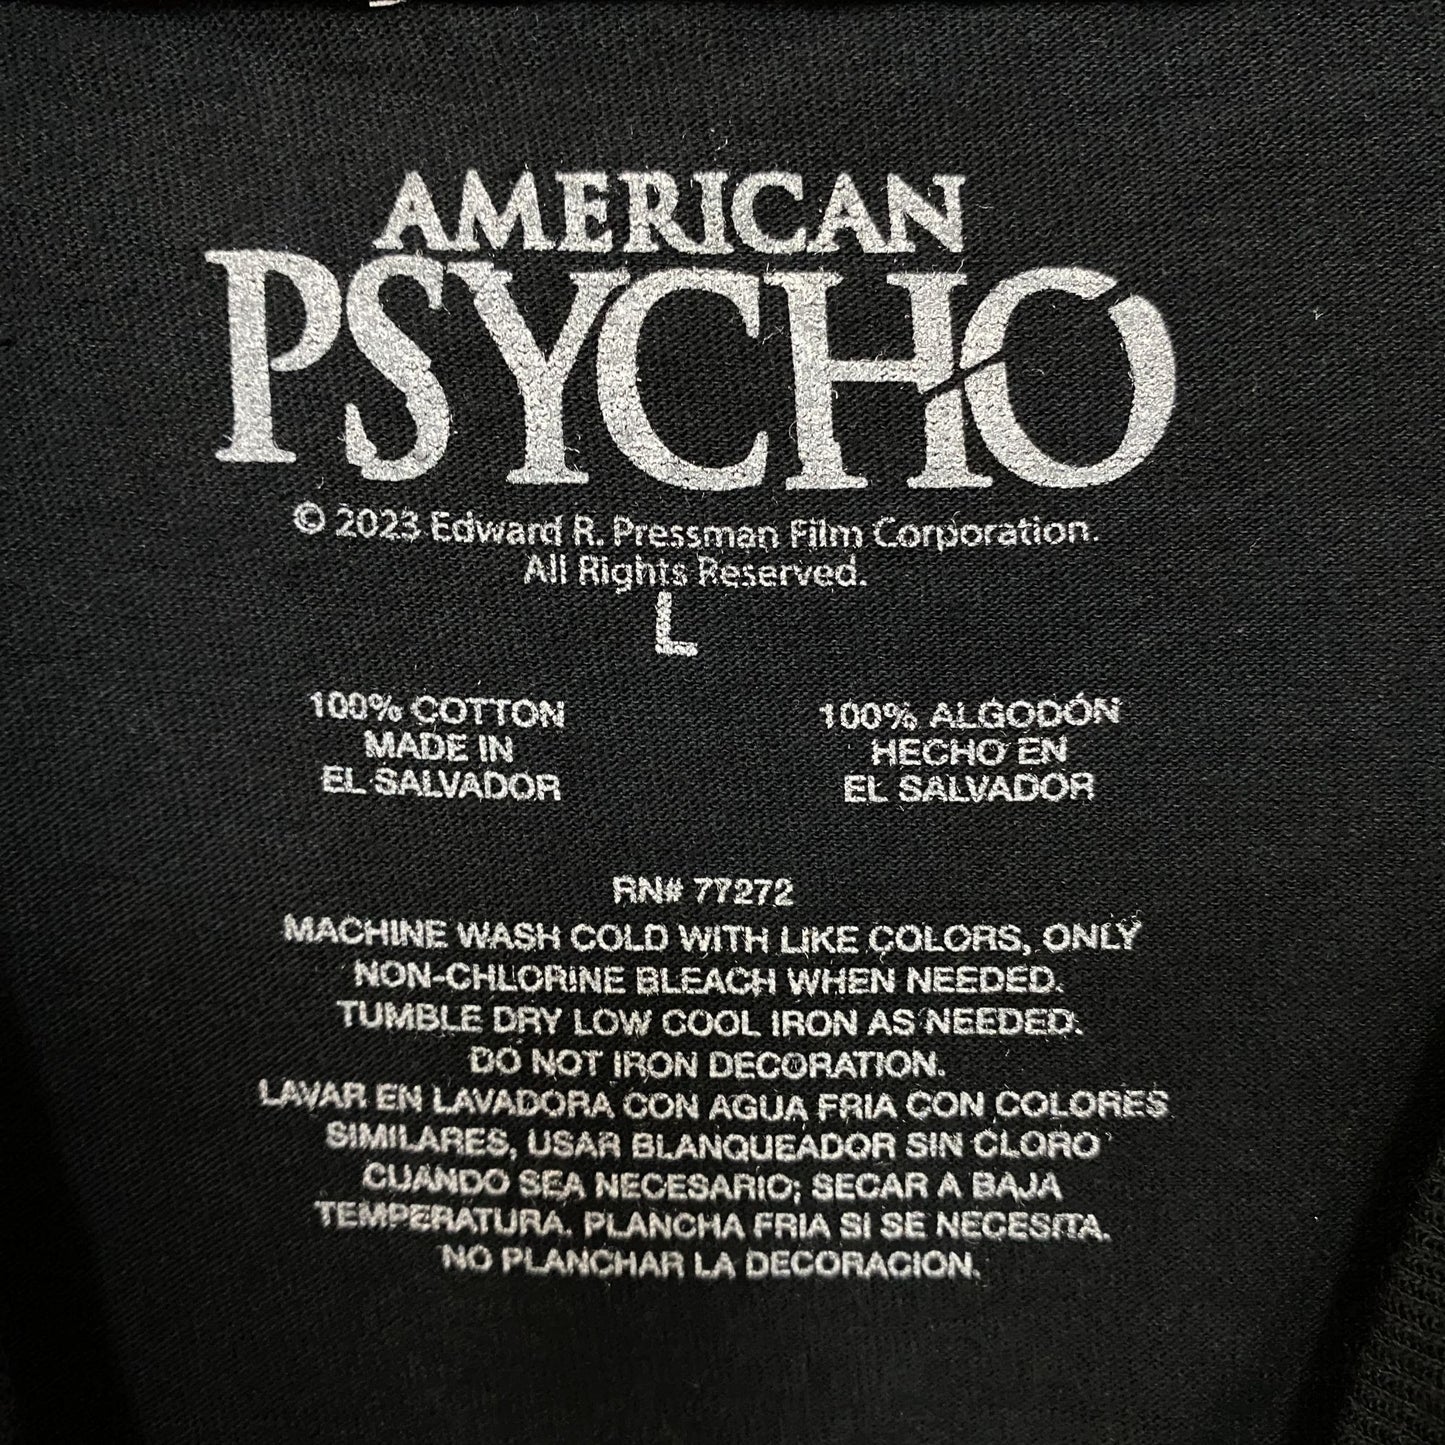 AMERICAN
PSYCHO
© 2023 Edward R. Pressman Film Corporation.
All Rights Reserved.
L
100% COTTON
MADE IN
EL SALVADOR
100% ALGODÓN
HECHO EN
EL SALVADOR
RN# 77272
MACHINE WASH COLD WITH LIKE COLORS, ONLY
NON-CHLORINE BLEACH WHEN NEEDED.
TUMBLE DRY LOW COOL IRON AS NEEDED.
DO NOT IRON DECORATION.
LAVAR EN LAVADORA CON AGUA FRIA CON COLORES
SIMILARES, USAR BLANQUEADOR SIN CLORO
CUANDO SEA NECESARIO; SECAR A BAJA
TEMPERATURA. PLANCHA FRIA SI SE NECESITA.
NO PLANCHAR LA DECORACION.